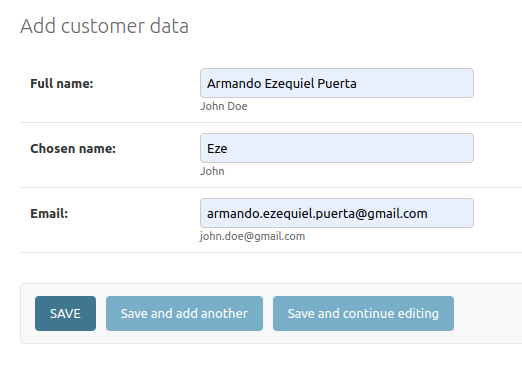 Add customer data
Full name: Armando Ezequiel Puerta
John Doe
Chosen name: Eze
John
Email: armando.ezequiel.puerta@gmail.com
john.doe@gmail.com
SAVE Save and add another Save and continue editing